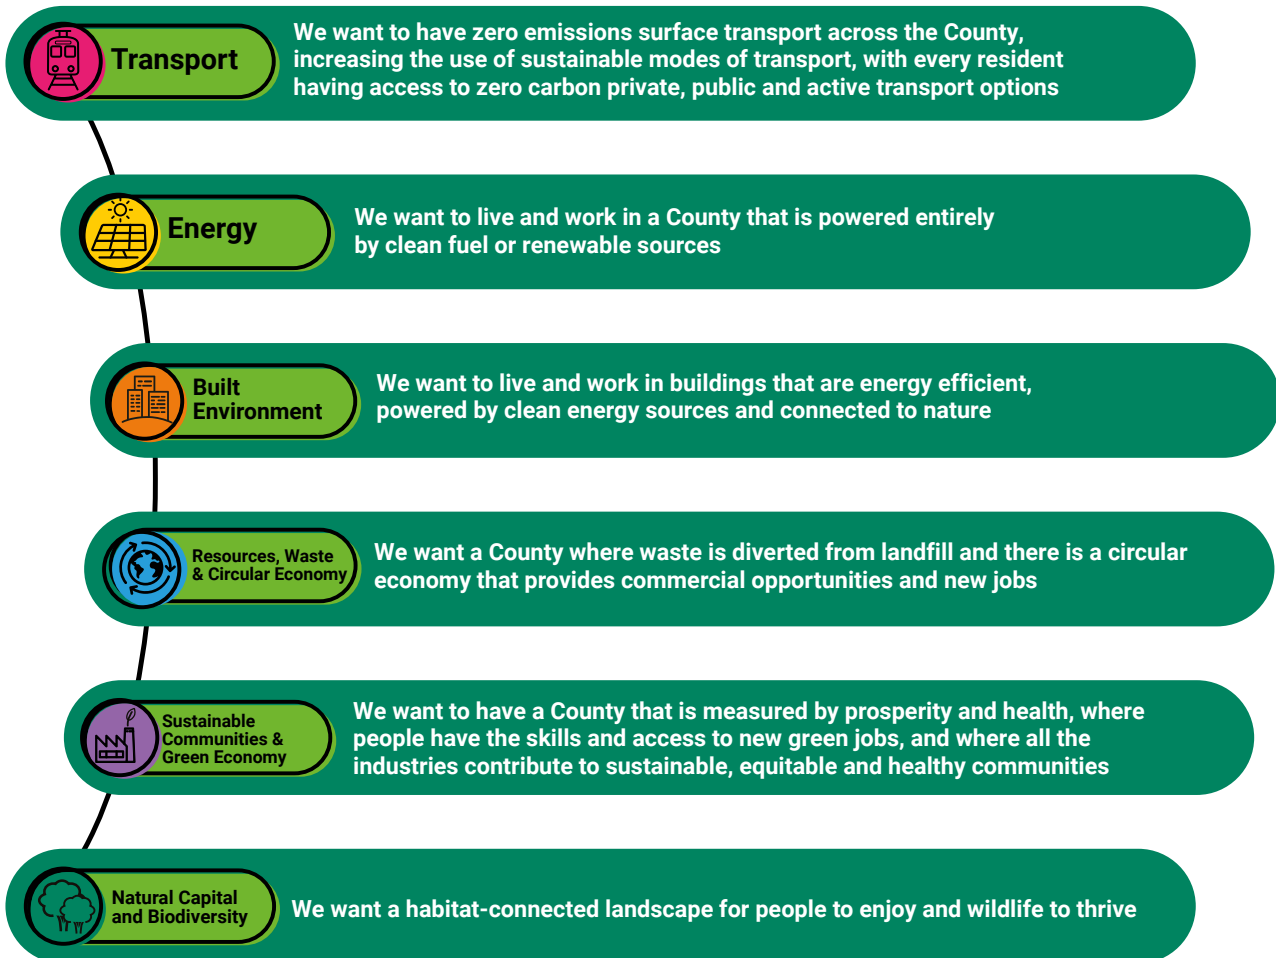 Transport
We want to have zero emissions surface transport across the County,
increasing the use of sustainable modes of transport, with every resident
having access to zero carbon private, public and active transport options
Energy
We want to live and work in a County that is powered entirely
by clean fuel or renewable sources
Built
Environment
We want to live and work in buildings that are energy efficient,
powered by clean energy sources and connected to nature
Resources, Waste
& Circular Economy
We want a County where waste is diverted from landfill and there is a circular
economy that provides commercial opportunities and new jobs
Sustainable
Communities &
Green Economy
We want to have a County that is measured by prosperity and health, where
people have the skills and access to new green jobs, and where all the
industries contribute to sustainable, equitable and healthy communities
Natural Capital
and Biodiversity
We want a habitat-connected landscape for people to enjoy and wildlife to thrive